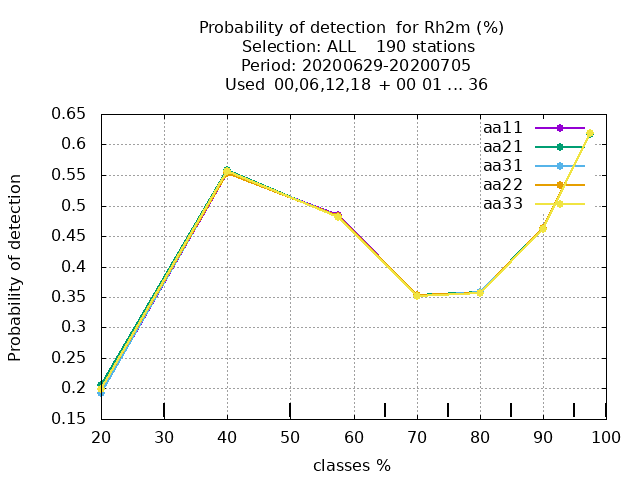 Probability of detection  for Rh2m (%)
Selection: ALL    190 stations
Period: 20200629-20200705
Used  00,06,12,18  + 00 01 ... 36
0.65
0.6
0.55
0.5
0.45
0.4
0.35
0.3
0.25
0.2
0.15
Probability of detection
aa11
aa21
aa31
aa22
aa33
20 30 40 50 60 70 80 90 100
classes %